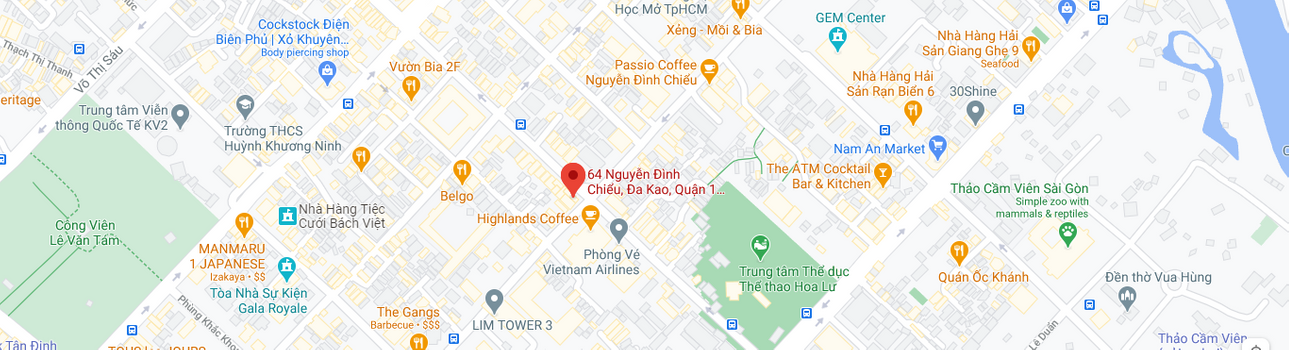 Học Mở TpHCM
Cockstock Điện
Biên Phủ | Xỏ Khuyên...
Body piercing shop
Xẻng - Mồi & Bia
GEM Center
Nhà Hàng Hải
Sản Giang Ghẹ 9
Seafood
Thạch Thị Thanh
Võ Thị Sáu
Vườn Bia 2F
Passio Coffee
Nguyễn Đình Chiểu
Nhà Hàng Hải
Sản Rạn Biển 6
30Shine
eritage
Trung tâm Viễn
thông Quốc Tế KV2
Trường THCS
Huỳnh Khương Ninh
Nam An Market
Belgo
64 Nguyễn Đình
Chiểu, Đa Kao, Quận 1...
The ATM Cocktail
Bar & Kitchen
Thảo Cầm Viên Sài Gòn
Simple zoo with
mammals & reptiles
Công Viên
Lê Văn Tám
Nhà Hàng Tiệc
Cưới Bách Việt
Highlands Coffee
MANMARU
1 JAPANESE
Izakaya • $$
Phòng Vé
Vietnam Airlines
Trung tâm Thể dục
Thể thao Hoa Lư
Quán Ốc Khánh
Đền thờ Vua Hùng
Tòa Nhà Sự Kiện
Gala Royale
Phùng Khắc Khoan
The Gangs
Barbecue • $$$
LIM TOWER 3
Lê Duẩn
Thảo Cầm Viên
k Tân Định